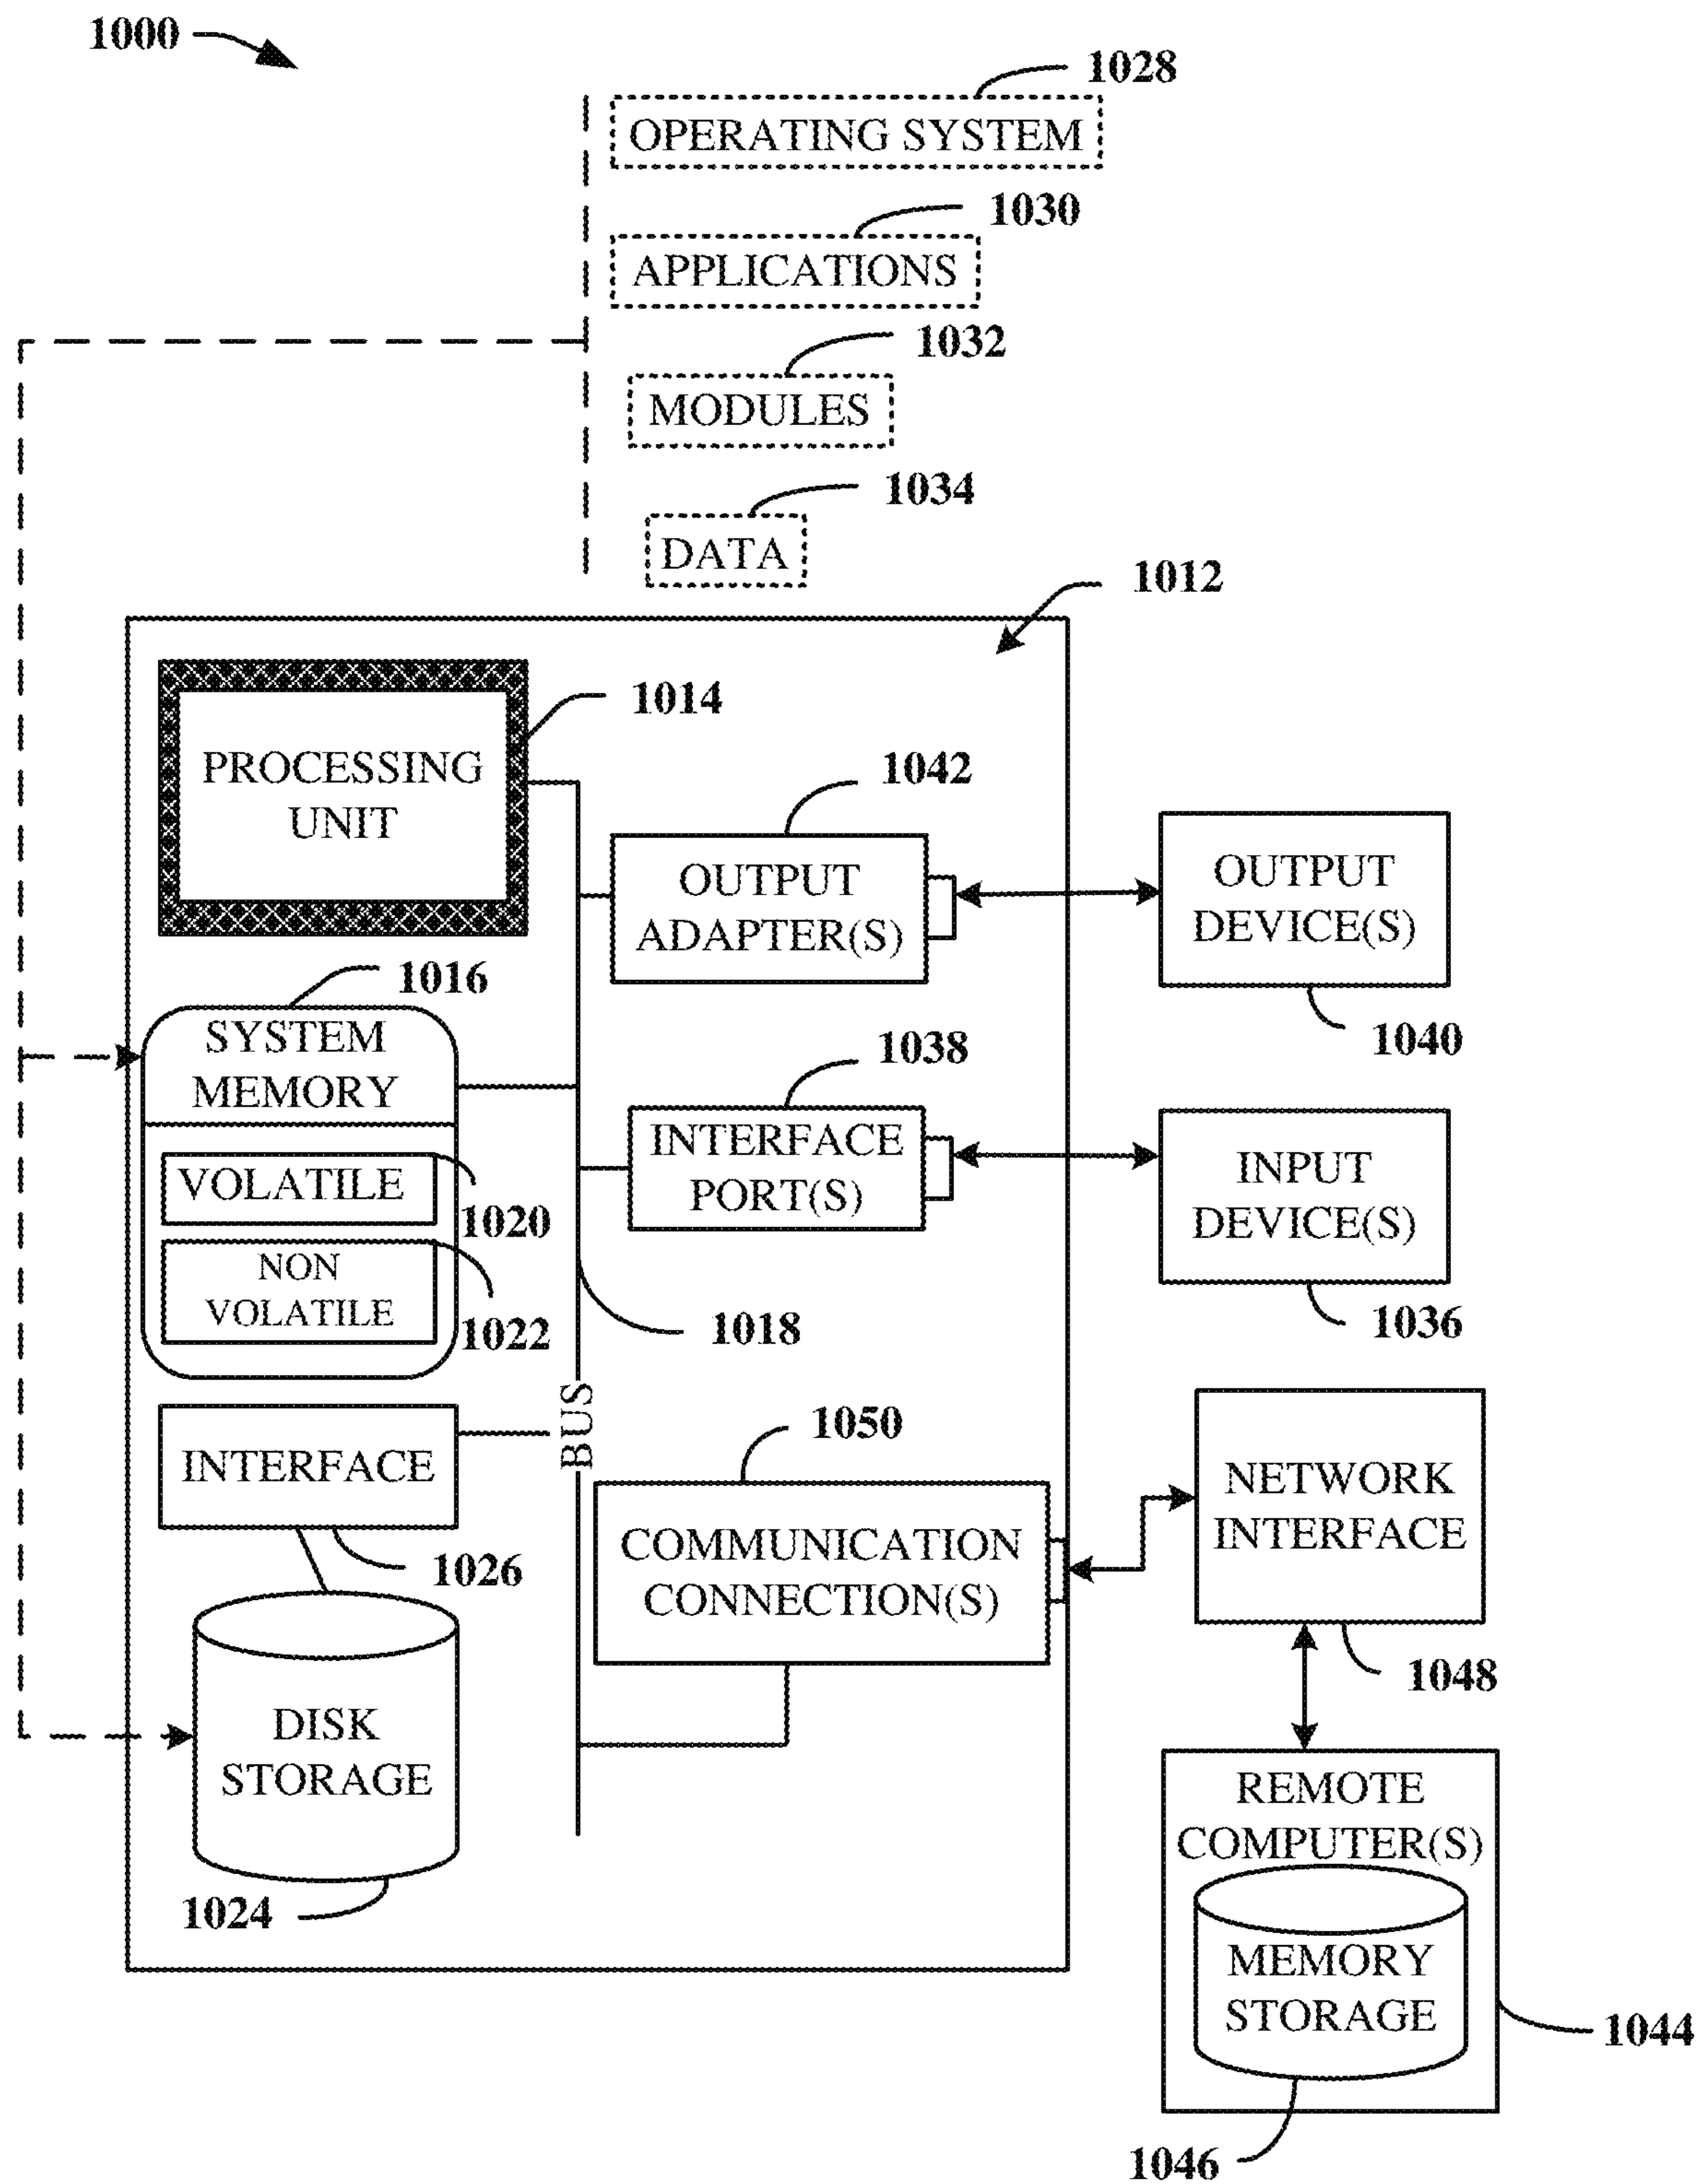 1000
1028
OPERATING SYSTEM
1030
APPLICATIONS
1032
MODULES
1034
DATA
1012
1014
PROCESSING
UNIT
1042
OUTPUT
ADAPTER(S)
OUTPUT
DEVICE(S)
1040
1016
SYSTEM
MEMORY
VOLATILE
1020
NON
VOLATILE
1022
1038
INTERFACE
PORT(S)
INPUT
DEVICE(S)
1036
1018
BUS
INTERFACE
1026
1050
COMMUNICATION
CONNECTION(S)
NETWORK
INTERFACE
1048
DISK
STORAGE
1024
REMOTE
COMPUTER(S)
MEMORY
STORAGE
1044
1046